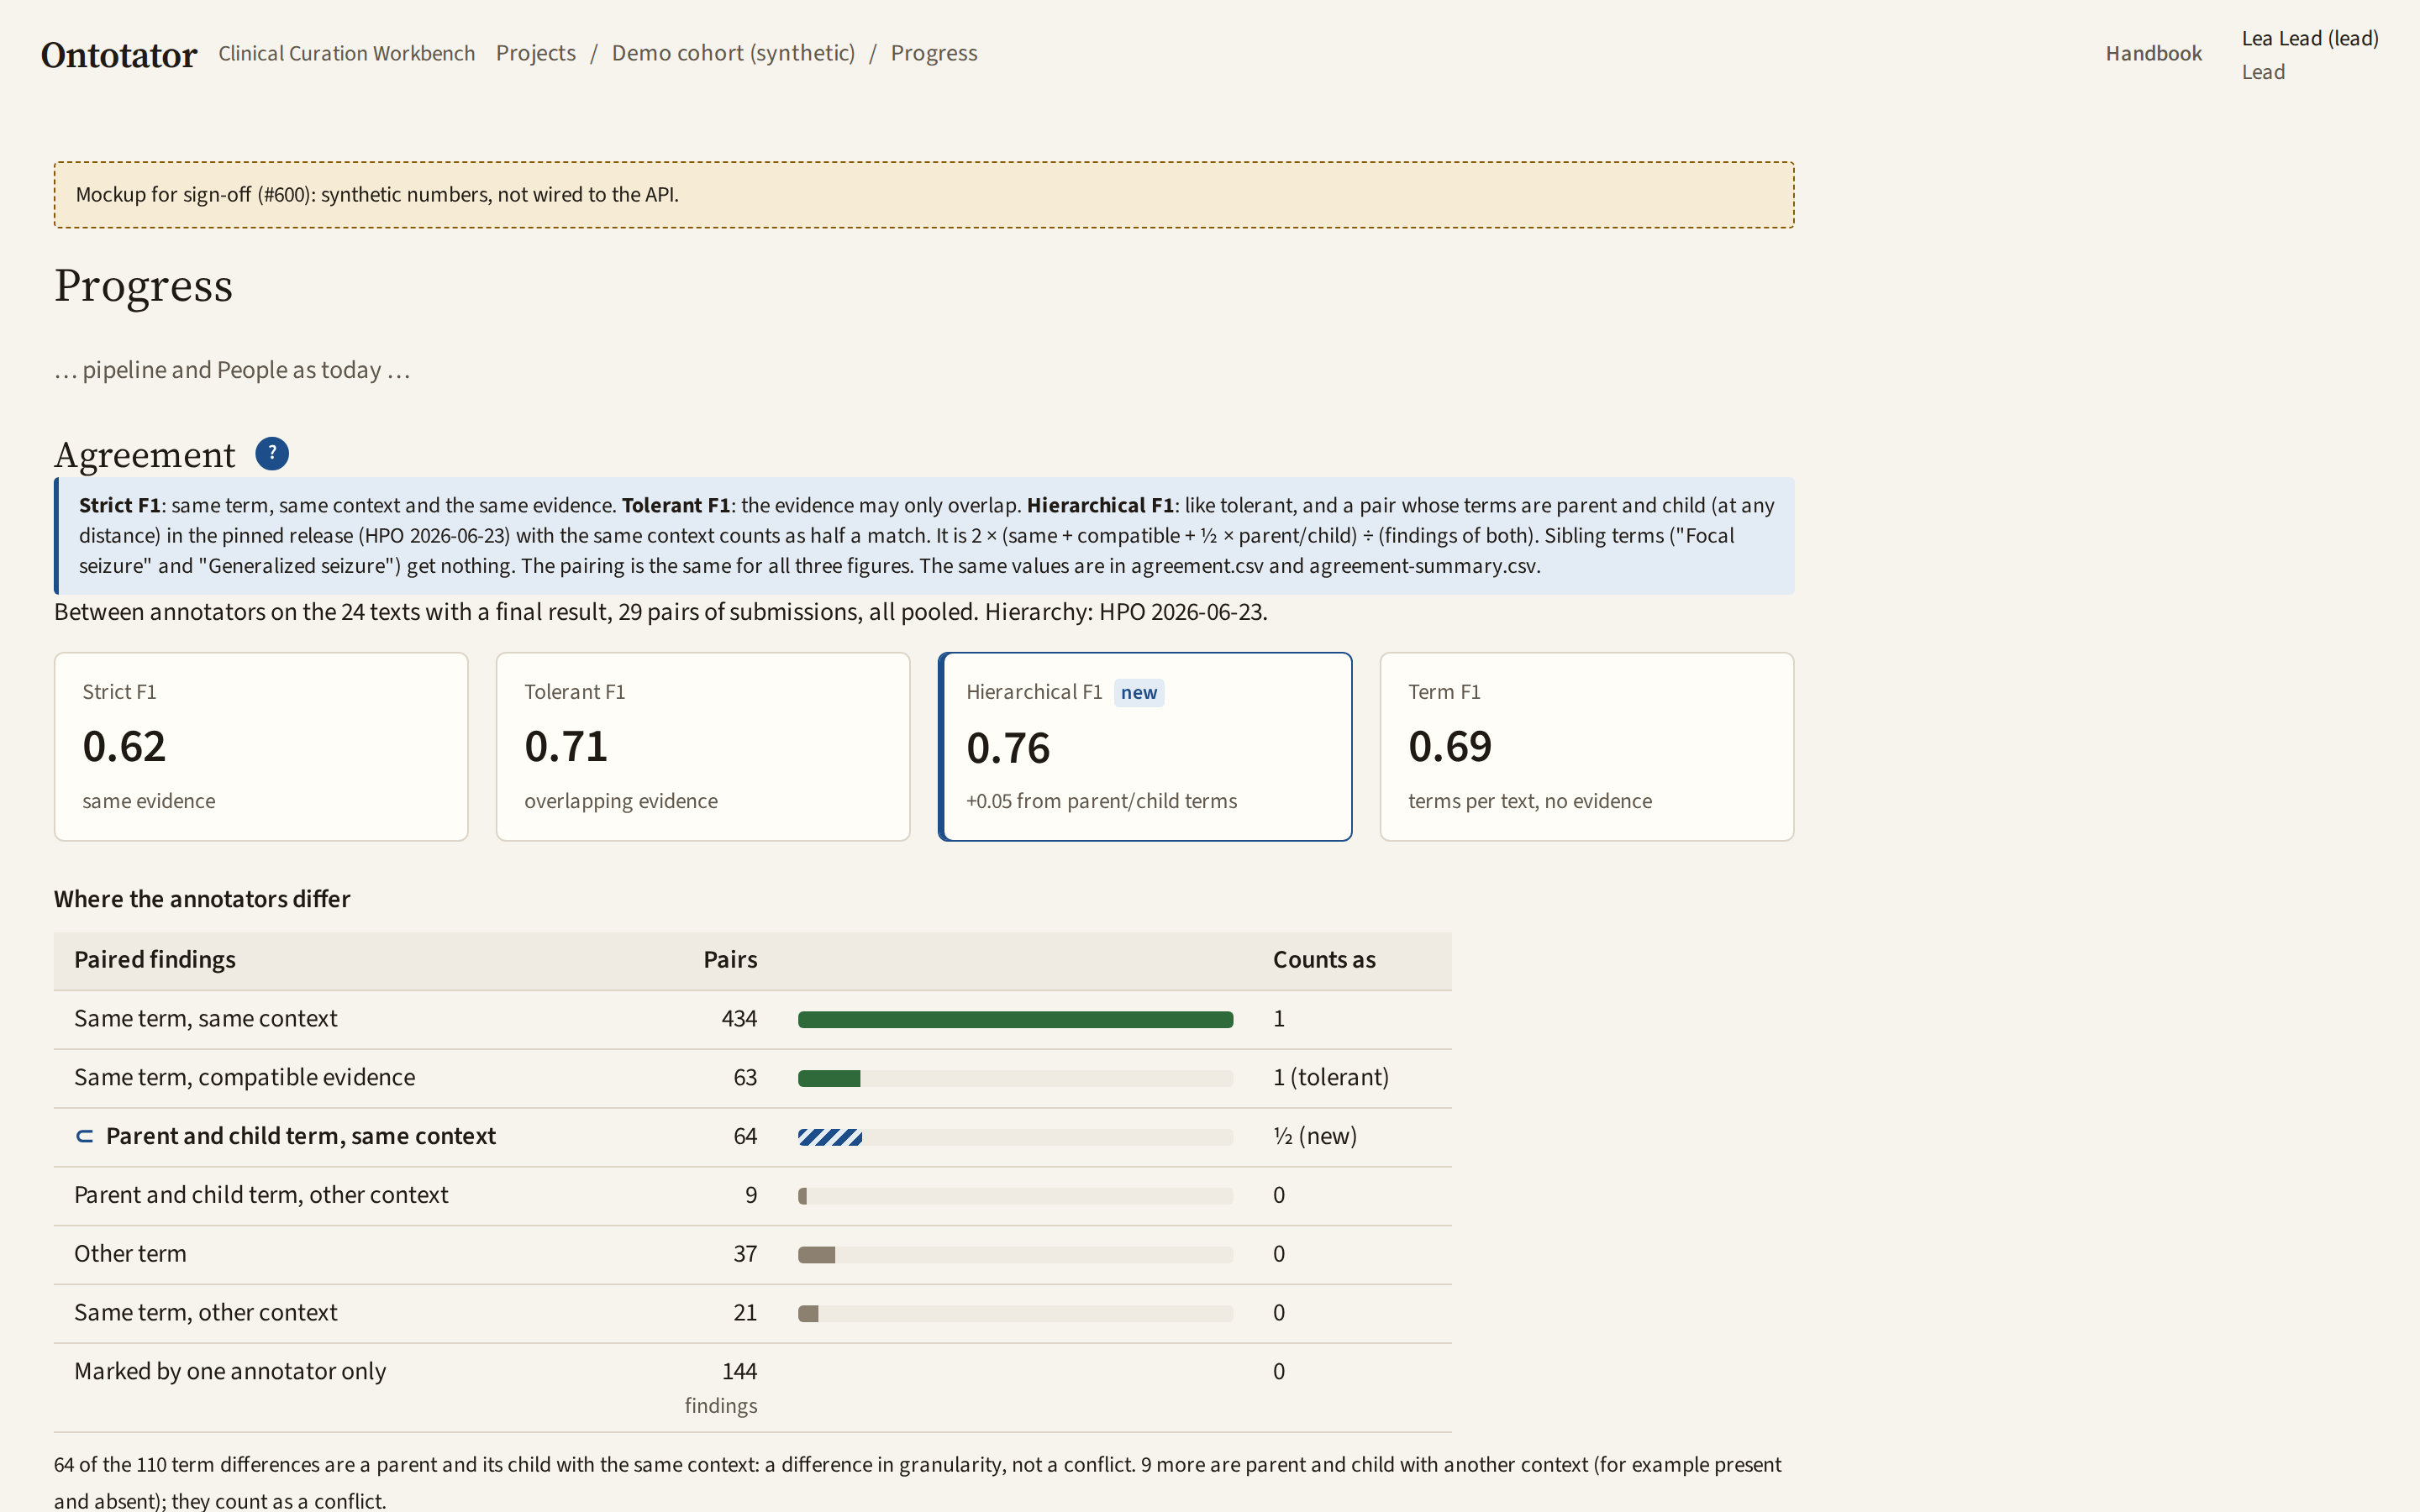 Ontotator Clinical Curation Workbench Projects / Demo cohort (synthetic) / Progress Handbook Lea Lead (lead)
Lead
Mockup for sign-off (#600): synthetic numbers, not wired to the API.
Progress
… pipeline and People as today …
Agreement ?
Strict F1: same term, same context and the same evidence. Tolerant F1: the evidence may only overlap. Hierarchical F1: like tolerant, and a pair whose terms are parent and child (at any
distance) in the pinned release (HPO 2026-06-23) with the same context counts as half a match. It is 2 × (same + compatible + ½ × parent/child) ÷ (findings of both). Sibling terms ("Focal
seizure" and "Generalized seizure") get nothing. The pairing is the same for all three figures. The same values are in agreement.csv and agreement-summary.csv.
Between annotators on the 24 texts with a final result, 29 pairs of submissions, all pooled. Hierarchy: HPO 2026-06-23.
Strict F1
0.62
same evidence
Tolerant F1
0.71
overlapping evidence
Hierarchical F1 new
0.76
+0.05 from parent/child terms
Term F1
0.69
terms per text, no evidence
Where the annotators differ
Paired findings Pairs Counts as
Same term, same context 434 1
Same term, compatible evidence 63 1 (tolerant)
⊂ Parent and child term, same context 64 ½ (new)
Parent and child term, other context 9 0
Other term 37 0
Same term, other context 21 0
Marked by one annotator only 144 0
findings
64 of the 110 term differences are a parent and its child with the same context: a difference in granularity, not a conflict. 9 more are parent and child with another context (for example present
and absent); they count as a conflict.